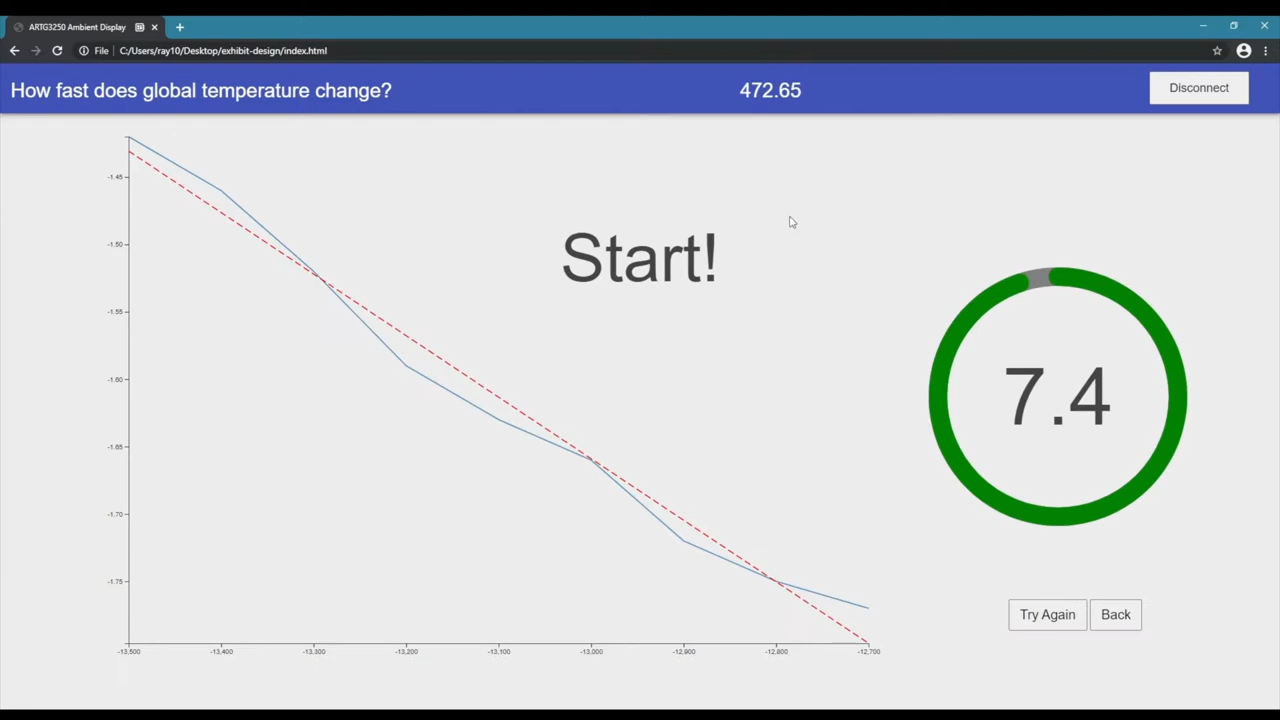 ARTG3250 Ambient Display
File C:/Users/ray10/Desktop/exhibit-design/index.html
How fast does global temperature change?
472.65
Disconnect
Start!
7.4
Try Again
Back
-1.45
-1.50
-1.55
-1.60
-1.65
-1.70
-1.75
-13,500 -13,400 -13,300 -13,200 -13,100 -13,000 -12,900 -12,800 -12,700